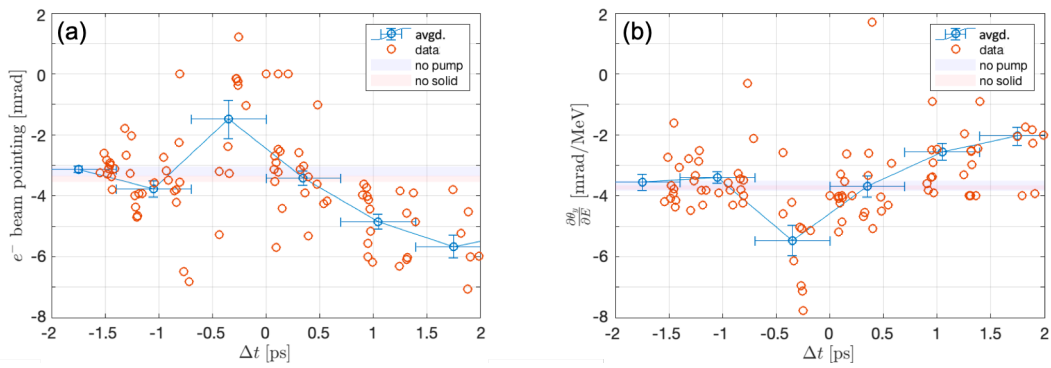 (a)
avgd.
data
no pump
no solid
2
0
-2
-4
-6
-8
e⁻ beam ponting [mrad]
-2 -1.5 -1 -0.5 0 0.5 1 1.5 2
Δt [ps]
(b)
avgd.
data
no pump
no solid
2
0
-2
-4
-6
-8
∂θ_y/∂E [mrad/MeV]
-2 -1.5 -1 -0.5 0 0.5 1 1.5 2
Δt [ps]